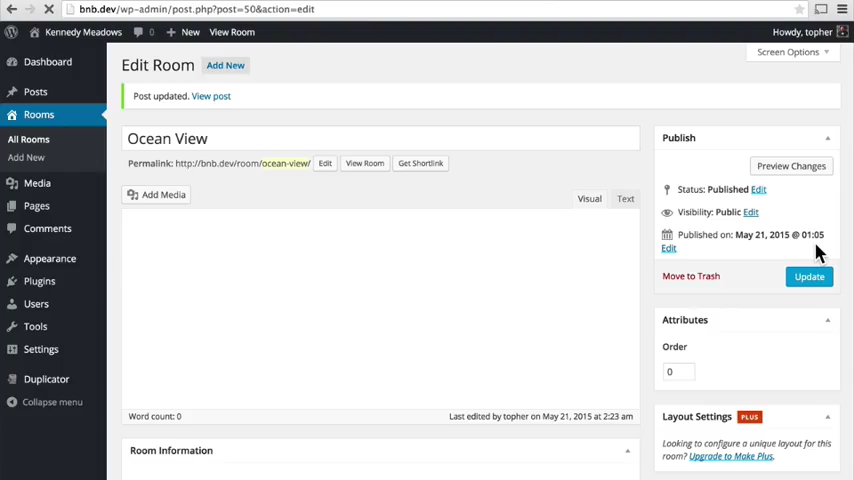 bnb.dev/wp-admin/post.php?post=50&action=edit
Kennedy Meadows 0 New View Room Howdy, topher
Screen Options
Dashboard
Posts
Rooms
All Rooms
Add New
Media
Pages
Comments
Appearance
Plugins
Users
Tools
Settings
Duplicator
Collapse menu
Edit Room Add New
Post updated. View post
Ocean View
Permalink: http://bnb.dev/room/ocean-view/ Edit View Room Get Shortlink
Add Media Visual Text
Word count: 0 Last edited by topher on May 21, 2015 at 2:23 am
Room Information
Publish
Preview Changes
Status: Published Edit
Visibility: Public Edit
Published on: May 21, 2015 @ 01:05
Edit
Move to Trash Update
Attributes
Order
0
Layout Settings PLUS
Looking to configure a unique layout for this
room? Upgrade to Make Plus.